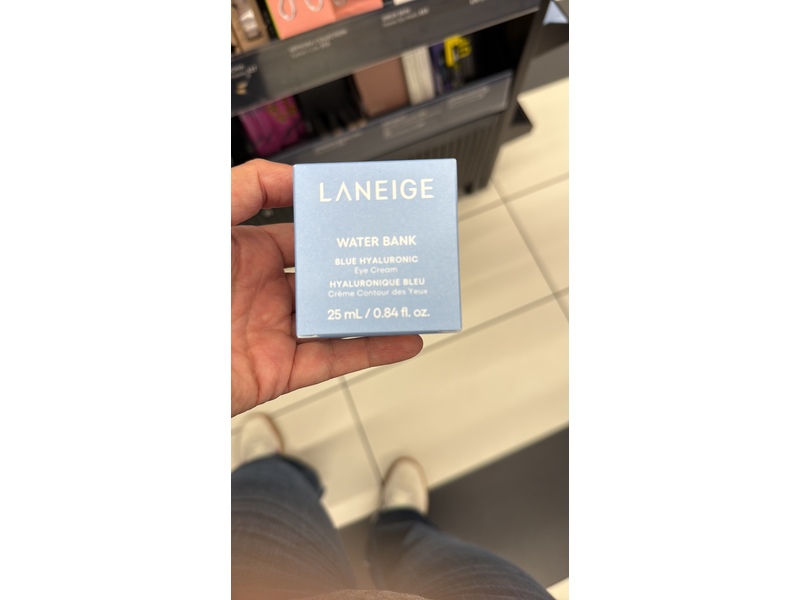 LANEIGE
WATER BANK
BLUE HYALURONIC
Eye Cream
HYALURONIQUE BLEU
Crème Contour des Yeux
25 mL / 0.84 fl. oz.